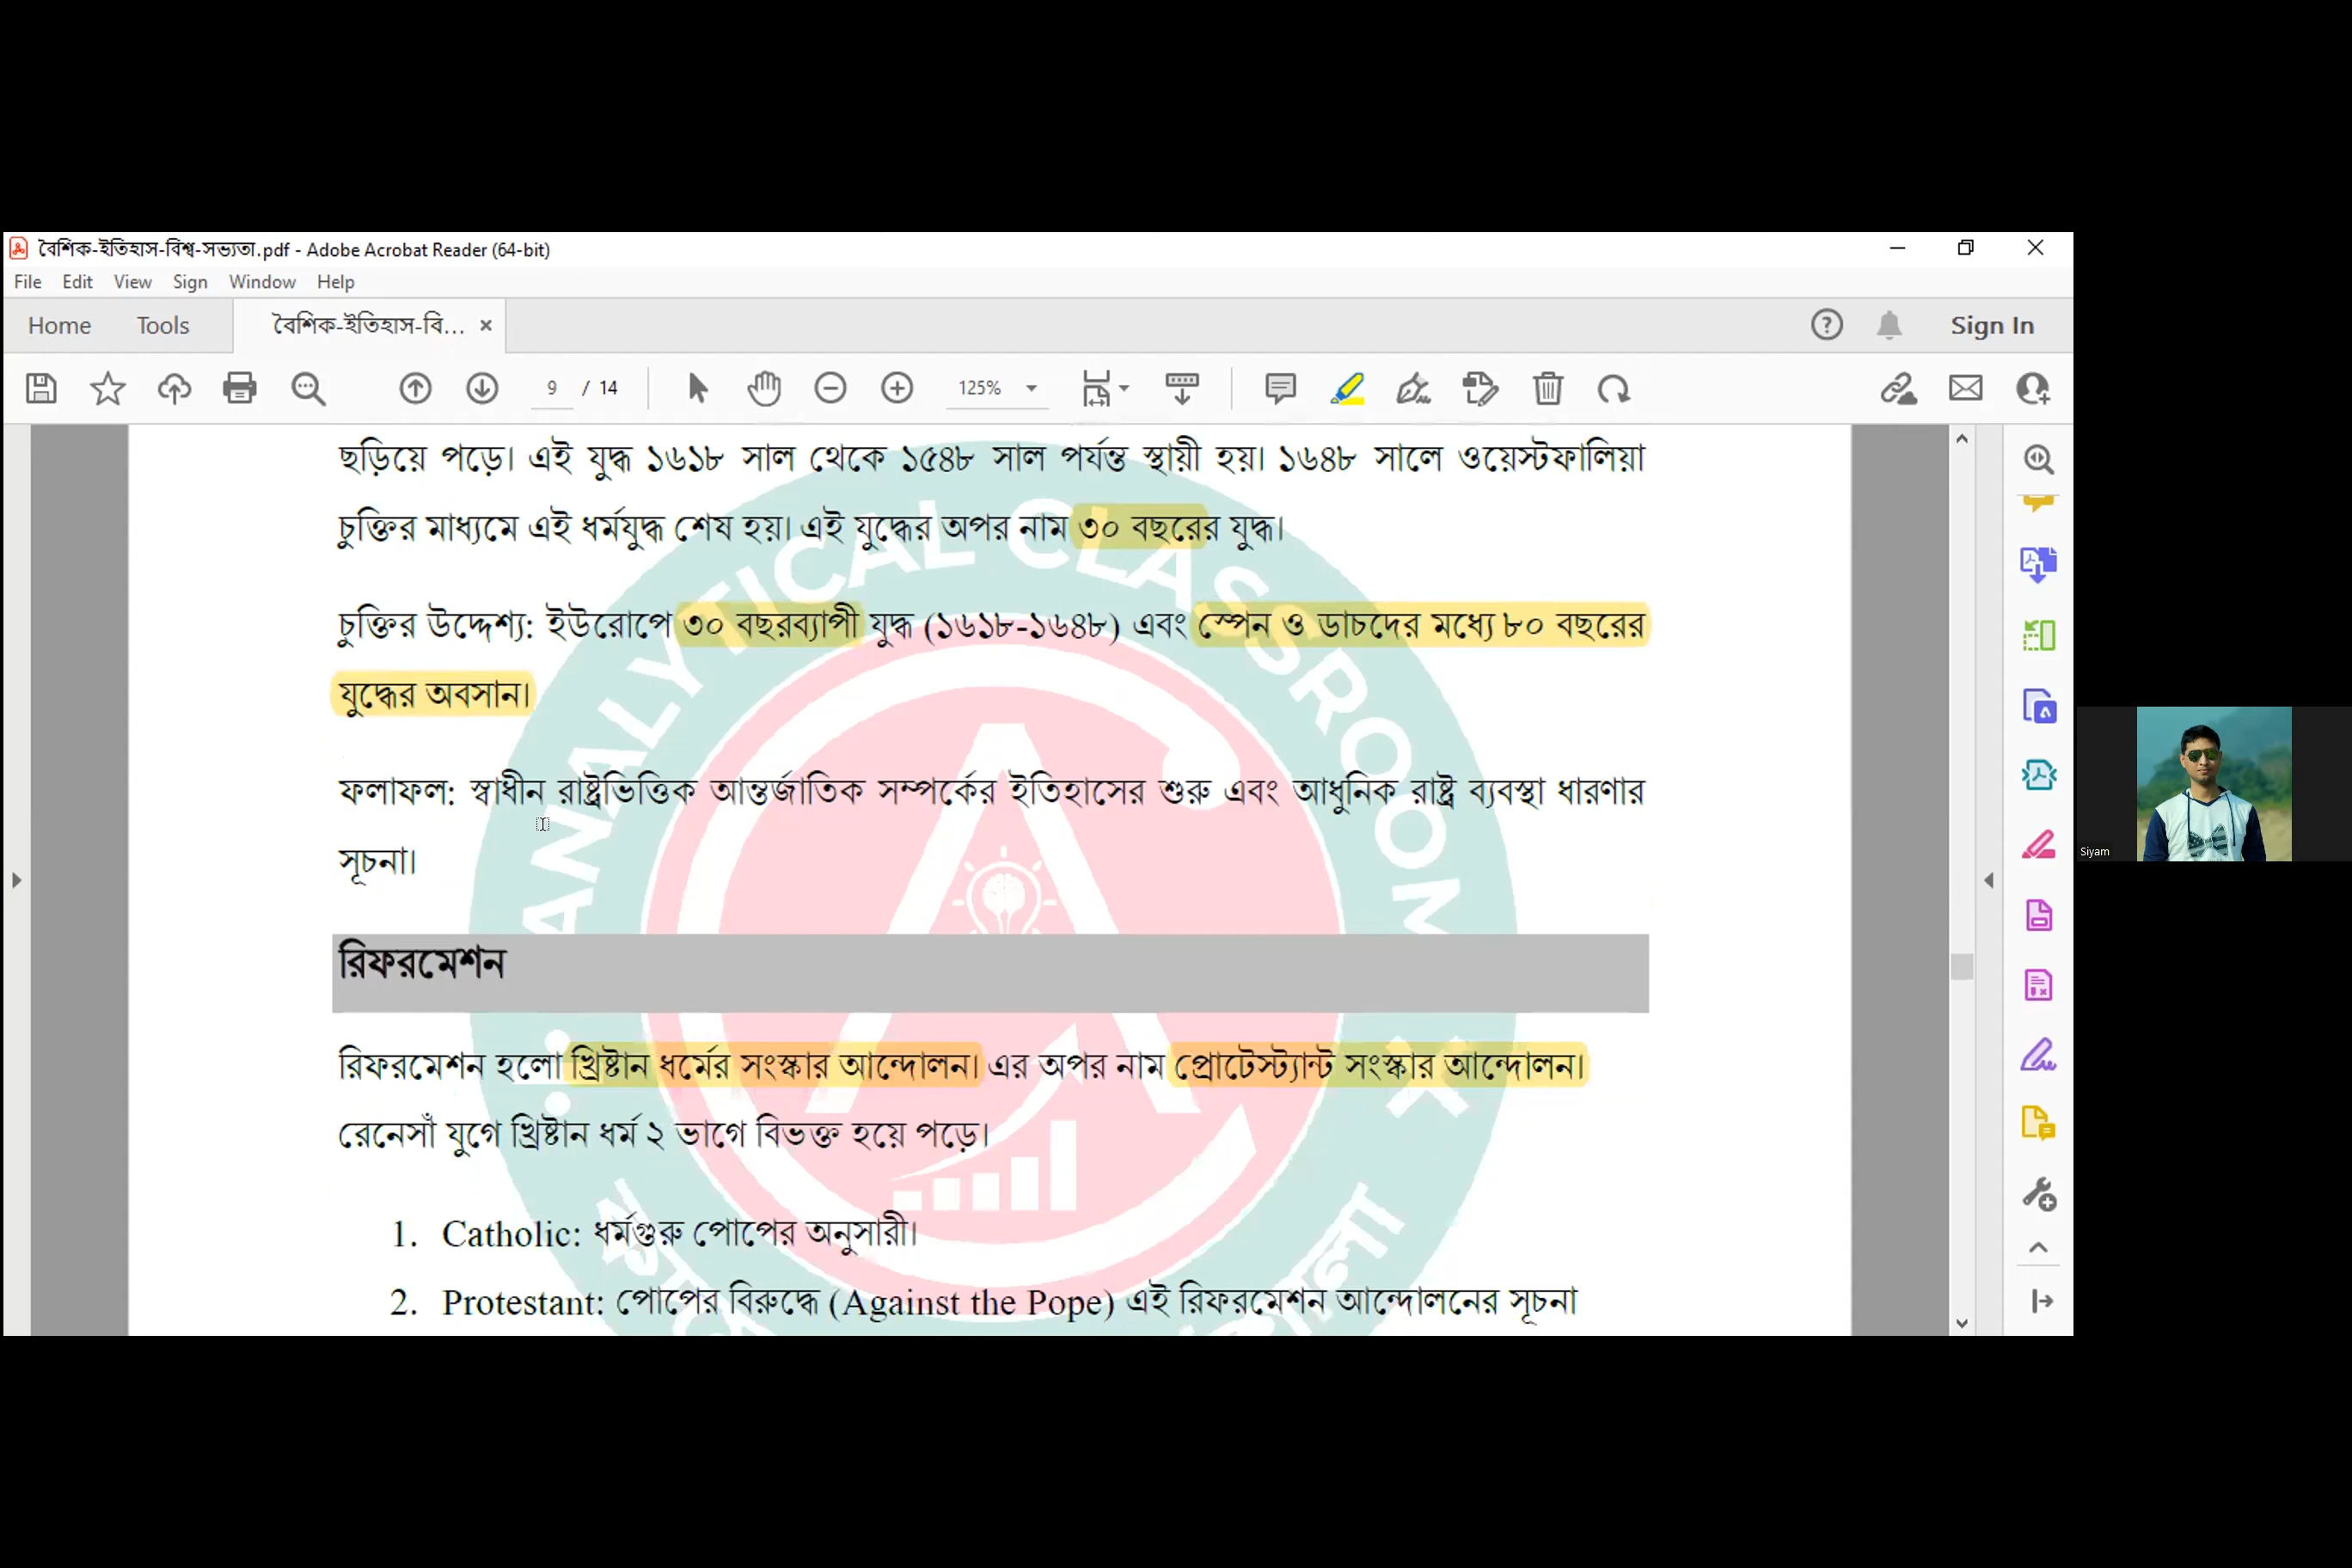 বৈশিক-ইতিহাস-বিশ্ব-সভ্যতা.pdf - Adobe Acrobat Reader (64-bit)
File Edit View Sign Window Help
Home Tools বৈশিক-ইতিহাস-বি... × Sign In
9 / 14 125%
ছড়িয়ে পড়ে। এই যুদ্ধ ১৬১৮ সাল থেকে ১৫৪৮ সাল পর্যন্ত স্থায়ী হয়। ১৬৪৮ সালে ওয়েস্টফালিয়া
চুক্তির মাধ্যমে এই ধর্মযুদ্ধ শেষ হয়। এই যুদ্ধের অপর নাম ৩০ বছরের যুদ্ধ।
চুক্তির উদ্দেশ্য: ইউরোপে ৩০ বছরব্যাপী যুদ্ধ (১৬১৮-১৬৪৮) এবং স্পেন ও ডাচদের মধ্যে ৮০ বছরের
যুদ্ধের অবসান।
ফলাফল: স্বাধীন রাষ্ট্রভিত্তিক আন্তর্জাতিক সম্পর্কের ইতিহাসের শুরু এবং আধুনিক রাষ্ট্র ব্যবস্থা ধারণার
সূচনা।
রিফরমেশন
রিফরমেশন হলো খ্রিষ্টান ধর্মের সংস্কার আন্দোলন। এর অপর নাম প্রোটেস্ট্যান্ট সংস্কার আন্দোলন।
রেনেসাঁ যুগে খ্রিষ্টান ধর্ম ২ ভাগে বিভক্ত হয়ে পড়ে।
1. Catholic: ধর্মগুরু পোপের অনুসারী।
2. Protestant: পোপের বিরুদ্ধে (Against the Pope) এই রিফরমেশন আন্দোলনের সূচনা
ANALYTICAL CLASSROOM
Siyam